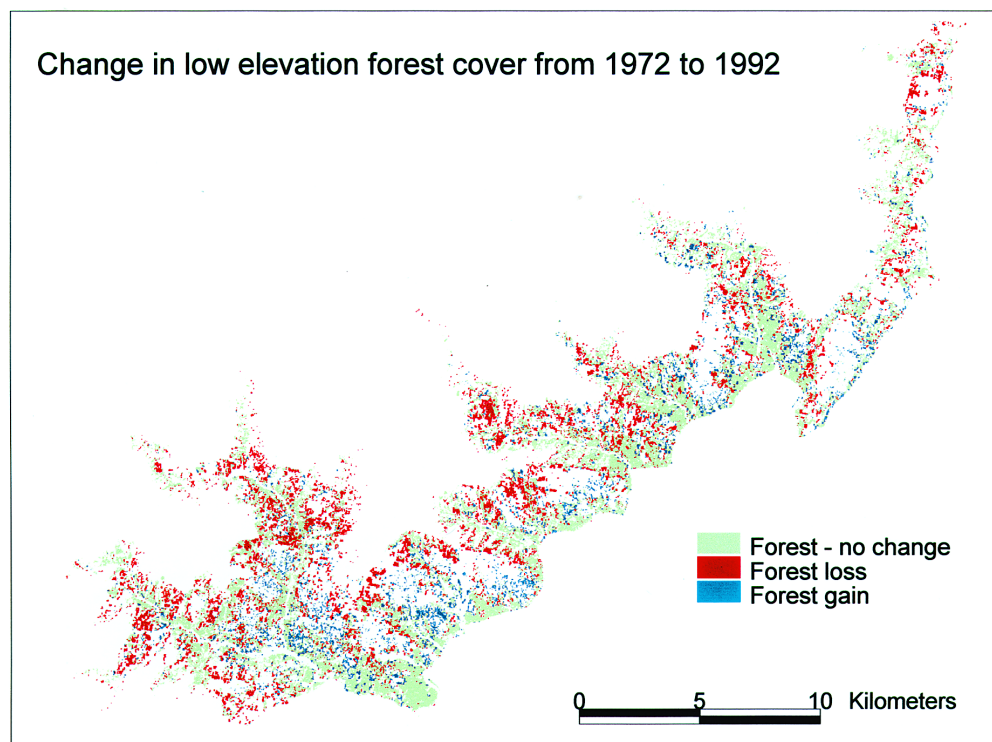 Change in low elevation forest cover from 1972 to 1992
Forest - no change
Forest loss
Forest gain
0 5 10 Kilometers